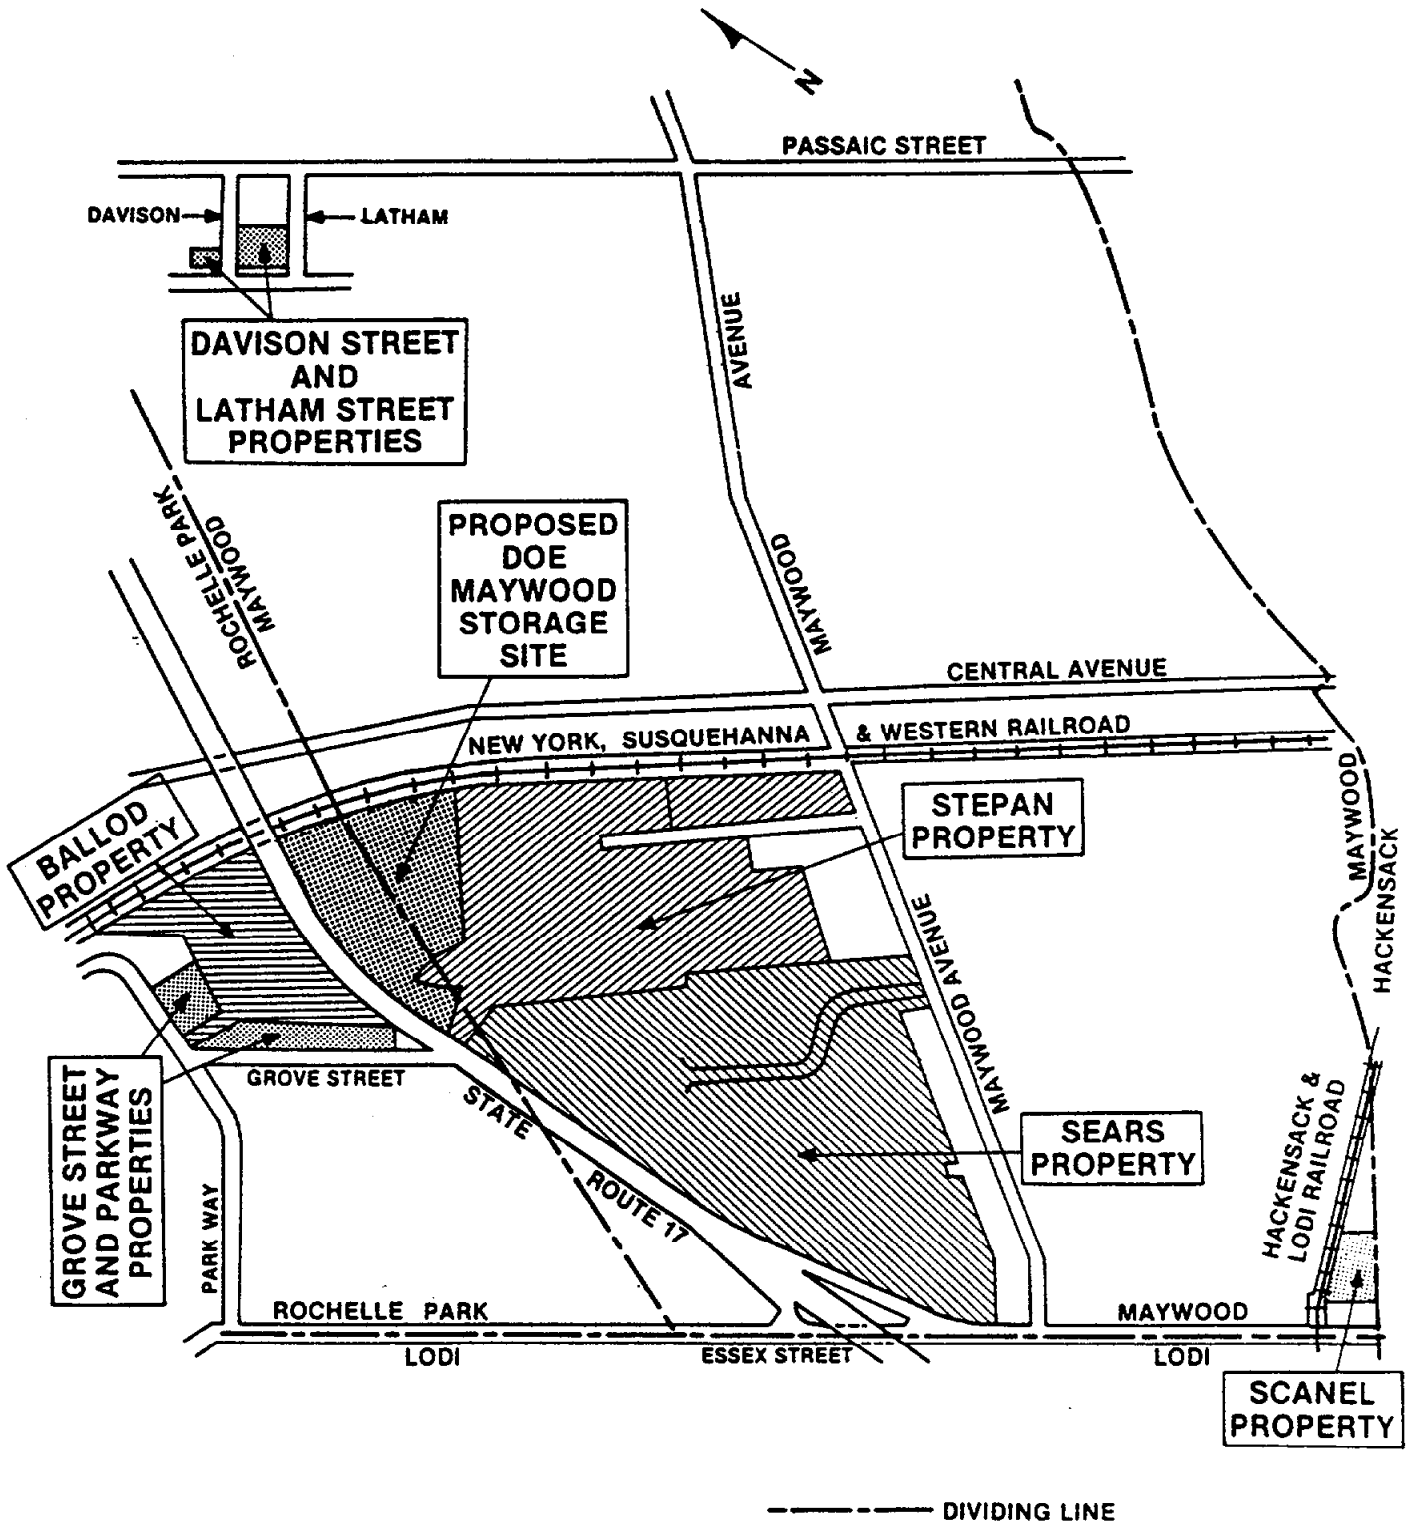 N
PASSAIC STREET
DAVISON
LATHAM
DAVISON STREET
AND
LATHAM STREET
PROPERTIES
AVENUE
MAYWOOD
ROCHELLE PARK
MAYWOOD
PROPOSED
DOE
MAYWOOD
STORAGE
SITE
CENTRAL AVENUE
NEW YORK, SUSQUEHANNA & WESTERN RAILROAD
BALLOD
PROPERTY
STEPAN
PROPERTY
MAYWOOD
HACKENSACK
MAYWOOD AVENUE
GROVE STREET
AND PARKWAY
PROPERTIES
GROVE STREET
STATE ROUTE 17
SEARS
PROPERTY
HACKENSACK &
LODI RAILROAD
PARK WAY
ROCHELLE PARK
MAYWOOD
LODI
ESSEX STREET
LODI
SCANEL
PROPERTY
DIVIDING LINE